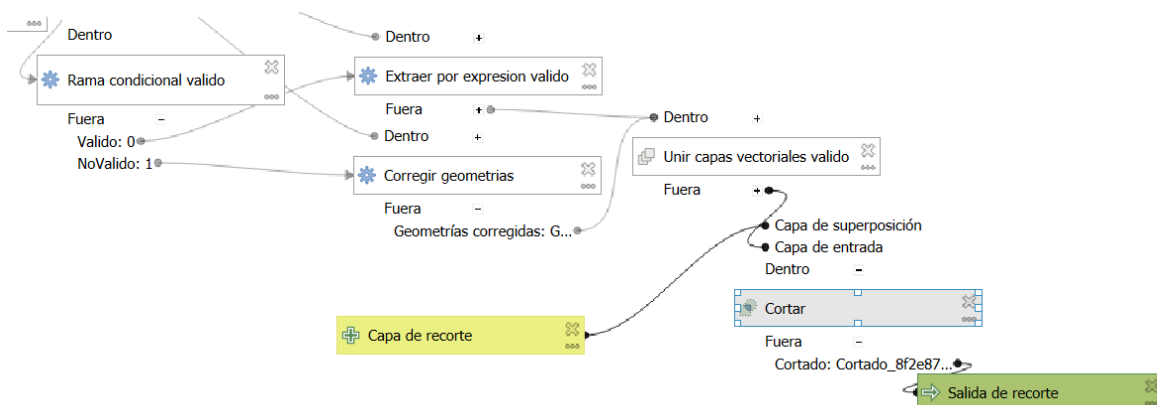 Dentro
Rama condicional valido
Fuera
Valido: 0
NoValido: 1
Dentro
Extraer por expresion valido
Fuera
Dentro
Corregir geometrias
Fuera
Geometrías corregidas: G...
Dentro
Unir capas vectoriales valido
Fuera
Capa de superposición
Capa de entrada
Dentro
Cortar
Fuera
Cortado: Cortado_8f2e87...
Capa de recorte
Salida de recorte